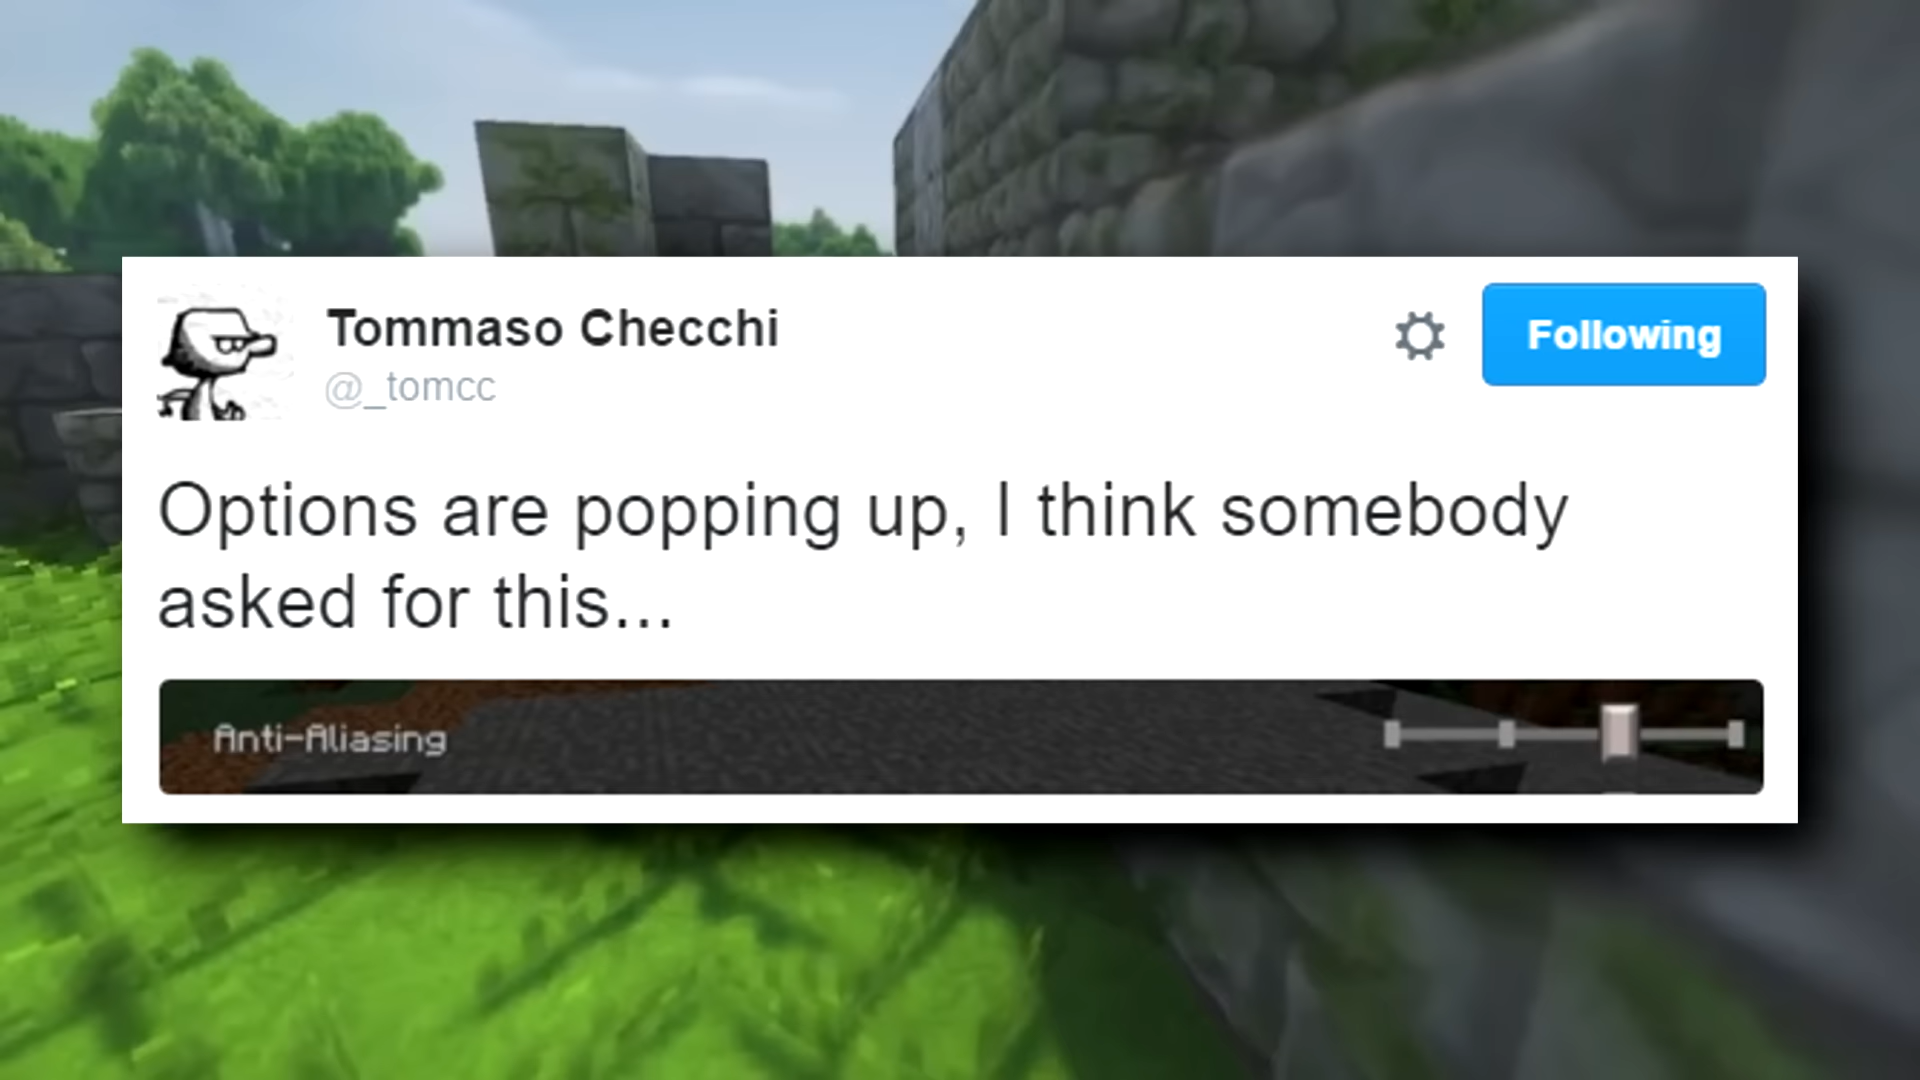 Tommaso Checchi
@_tomcc
Following
Options are popping up, I think somebody
asked for this...
Anti-Aliasing